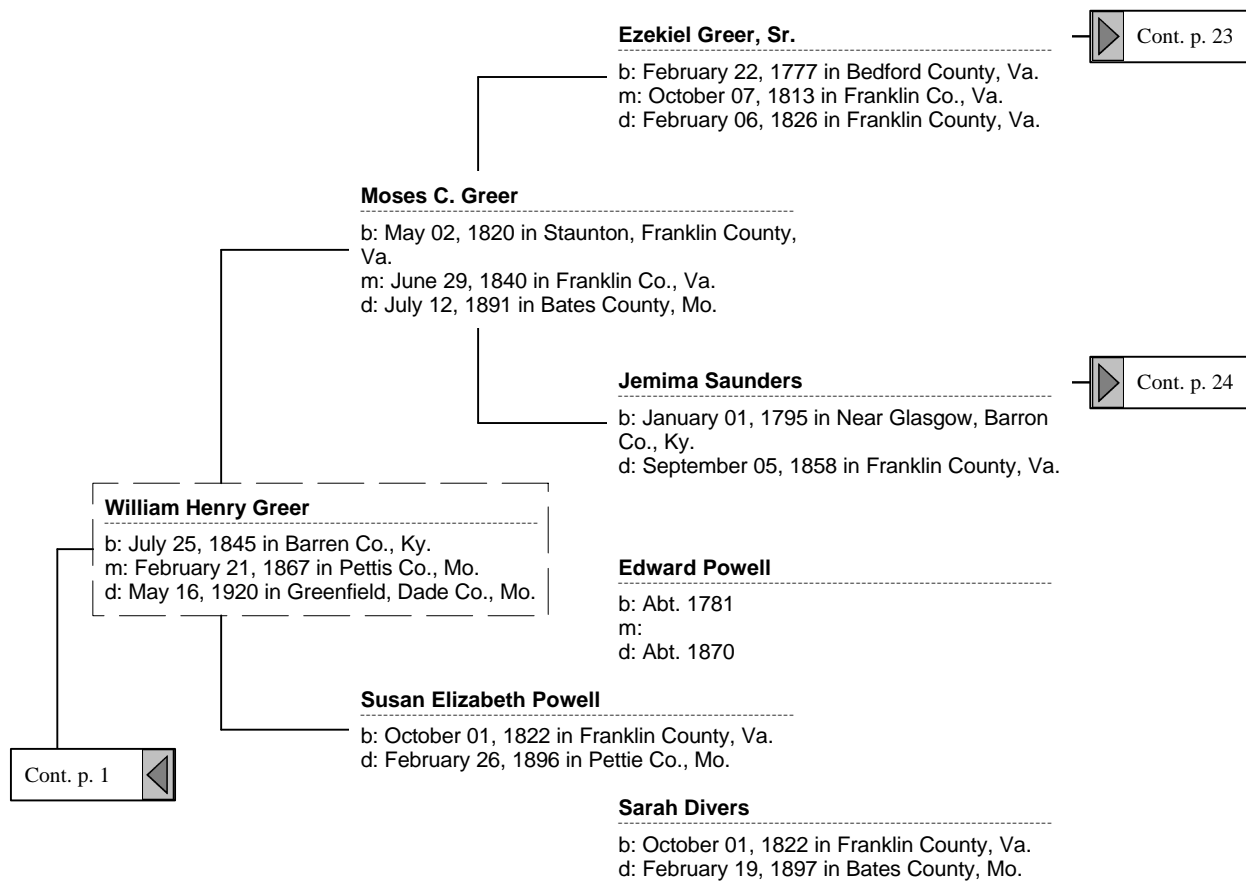 Ezekiel Greer, Sr.
Cont. p. 23
b: February 22, 1777 in Bedford County, Va.
m: October 07, 1813 in Franklin Co., Va.
d: February 06, 1826 in Franklin County, Va.
Moses C. Greer
b: May 02, 1820 in Staunton, Franklin County,
Va.
m: June 29, 1840 in Franklin Co., Va.
d: July 12, 1891 in Bates County, Mo.
Jemima Saunders
Cont. p. 24
b: January 01, 1795 in Near Glasgow, Barron
Co., Ky.
d: September 05, 1858 in Franklin County, Va.
William Henry Greer
b: July 25, 1845 in Barren Co., Ky.
m: February 21, 1867 in Pettis Co., Mo.
d: May 16, 1920 in Greenfield, Dade Co., Mo.
Edward Powell
b: Abt. 1781
m:
d: Abt. 1870
Susan Elizabeth Powell
b: October 01, 1822 in Franklin County, Va.
d: February 26, 1896 in Pettie Co., Mo.
Cont. p. 1
Sarah Divers
b: October 01, 1822 in Franklin County, Va.
d: February 19, 1897 in Bates County, Mo.